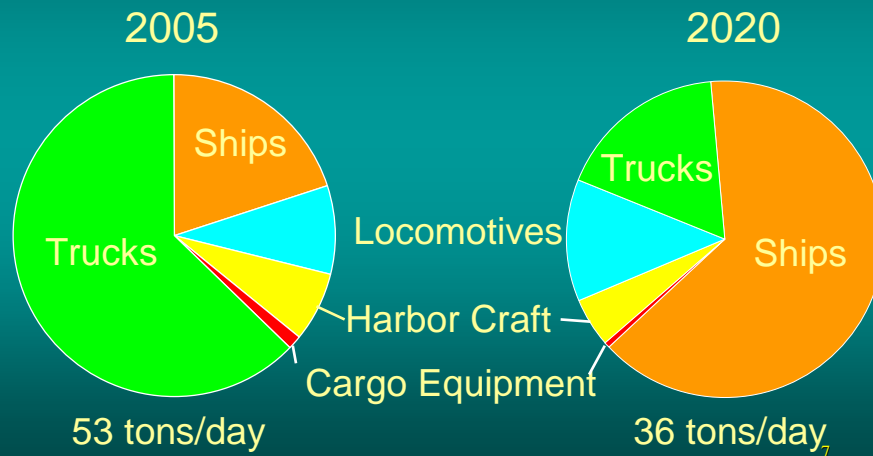 2005
2020
Ships
Trucks
Trucks
Locomotives
Ships
Harbor Craft
Cargo Equipment
53 tons/day
36 tons/day
7